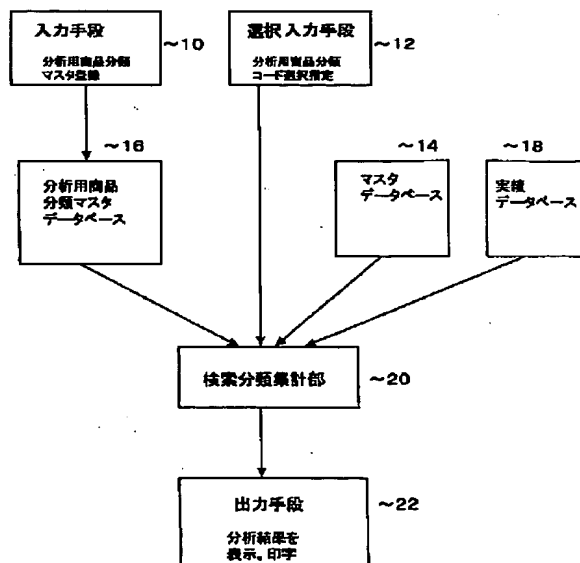 入力手段
分析用商品分類
マスタ登録
~10
選択入力手段
分析用商品分類
コード選択指定
~12
~16
分析用商品
分類マスタ
データベース
~14
マスタ
データベース
~18
実績
データベース
検索分類集計部
~20
出力手段
分析結果を
表示,印字
~22